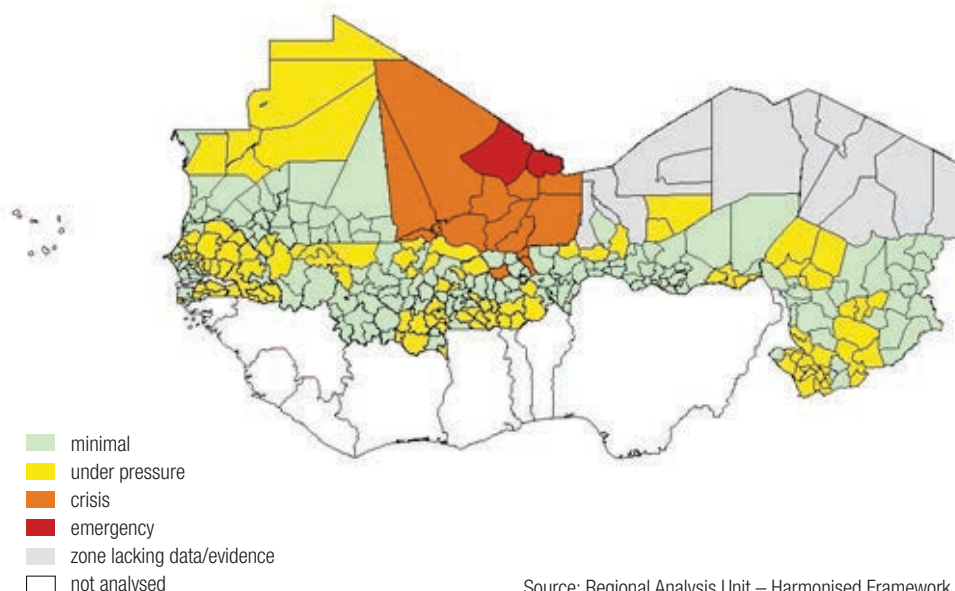 minimal
under pressure
crisis
emergency
zone lacking data/evidence
not analysed
Source: Regional Analysis Unit – Harmonised Framework